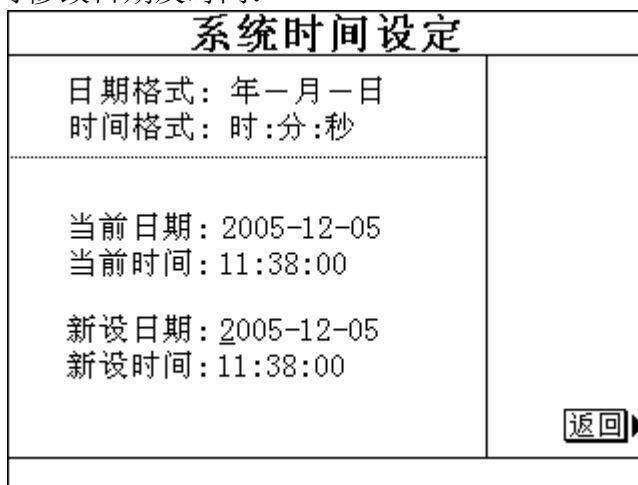 系统时间设定
日期格式: 年－月－日
时间格式: 时:分:秒
当前日期: 2005-12-05
当前时间: 11:38:00
新设日期: 2005-12-05
新设时间: 11:38:00
返回